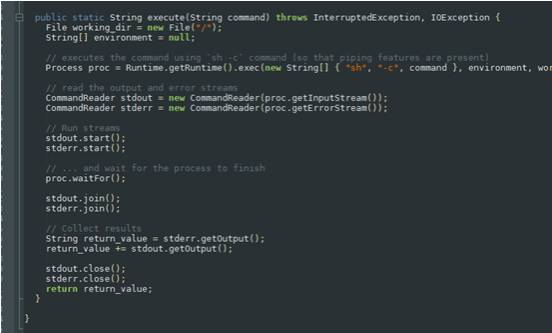 public static String execute(String command) throws InterruptedException, IOException {
File working_dir = new File("/");
String[] environment = null;
// executes the command using `sh -c` command (so that piping features are present)
Process proc = Runtime.getRuntime().exec(new String[] { "sh", "-c", command }, environment, wor
// read the output and error streams
CommandReader stdout = new CommandReader(proc.getInputStream());
CommandReader stderr = new CommandReader(proc.getErrorStream());
// Run streams
stdout.start();
stderr.start();
// ... and wait for the process to finish
proc.waitFor();
stdout.join();
stderr.join();
// Collect results
String return_value = stderr.getOutput();
return_value += stdout.getOutput();
stdout.close();
stderr.close();
return return_value;
}
}